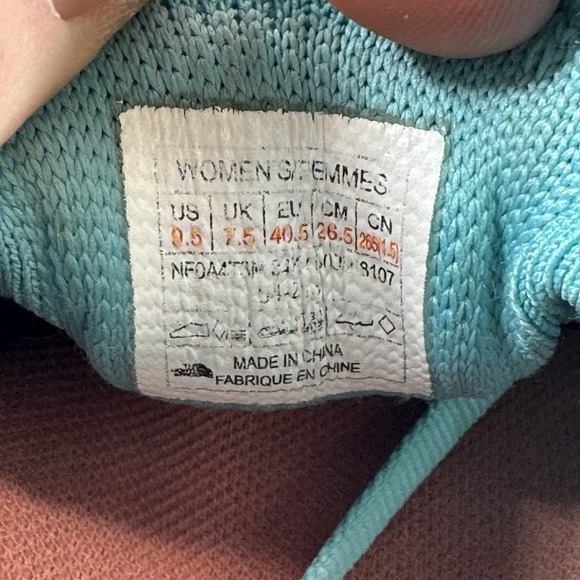 WOMEN'S/FEMMES
US UK EU CM CN
9.5 7.5 40.5 26.5 265(1.5)
8107
MADE IN CHINA
FABRIQUE EN CHINE